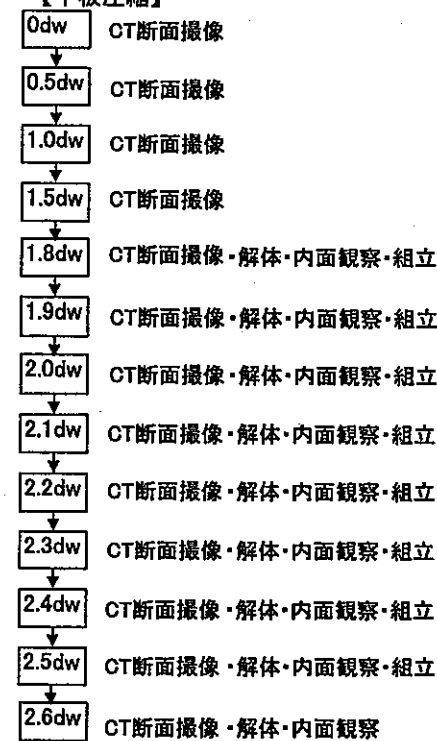 【平板圧縮】
0dw CT断面撮像
0.5dw CT断面撮像
1.0dw CT断面撮像
1.5dw CT断面撮像
1.8dw CT断面撮像・解体・内面観察・組立
1.9dw CT断面撮像・解体・内面観察・組立
2.0dw CT断面撮像・解体・内面観察・組立
2.1dw CT断面撮像・解体・内面観察・組立
2.2dw CT断面撮像・解体・内面観察・組立
2.3dw CT断面撮像・解体・内面観察・組立
2.4dw CT断面撮像・解体・内面観察・組立
2.5dw CT断面撮像・解体・内面観察・組立
2.6dw CT断面撮像・解体・内面観察